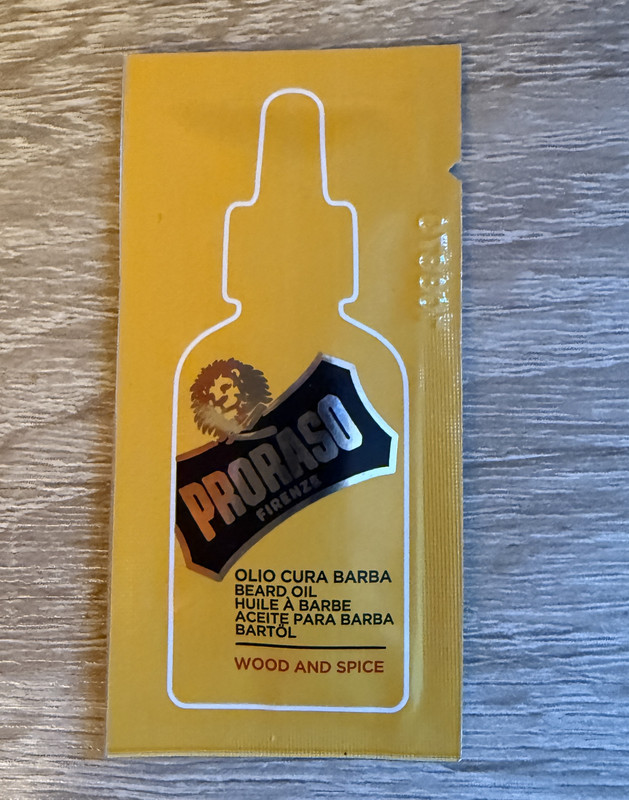 PRORASO
FIRENZE
OLIO CURA BARBA
BEARD OIL
HUILE À BARBE
ACEITE PARA BARBA
BARTÖL
WOOD AND SPICE